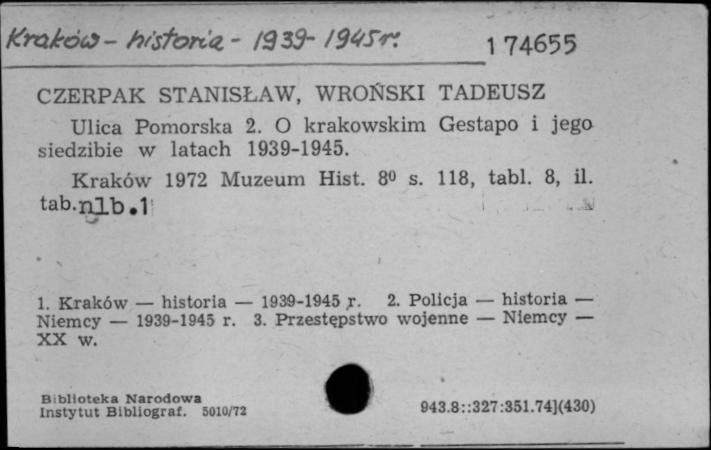 Kraków - historia - 1939-1945r.
174655
CZERPAK STANISŁAW, WROŃSKI TADEUSZ
Ulica Pomorska 2. O krakowskim Gestapo i jego
siedzibie w latach 1939-1945.
Kraków 1972 Muzeum Hist. 8⁰ s. 118, tabl. 8, il.
tab.nlb.1
1. Kraków — historia — 1939-1945 r. 2. Policja — historia —
Niemcy — 1939-1945 r. 3. Przestępstwo wojenne — Niemcy —
XX w.
Biblioteka Narodowa
Instytut Bibliograf. 5010/72
943.8::327:351.74](430)